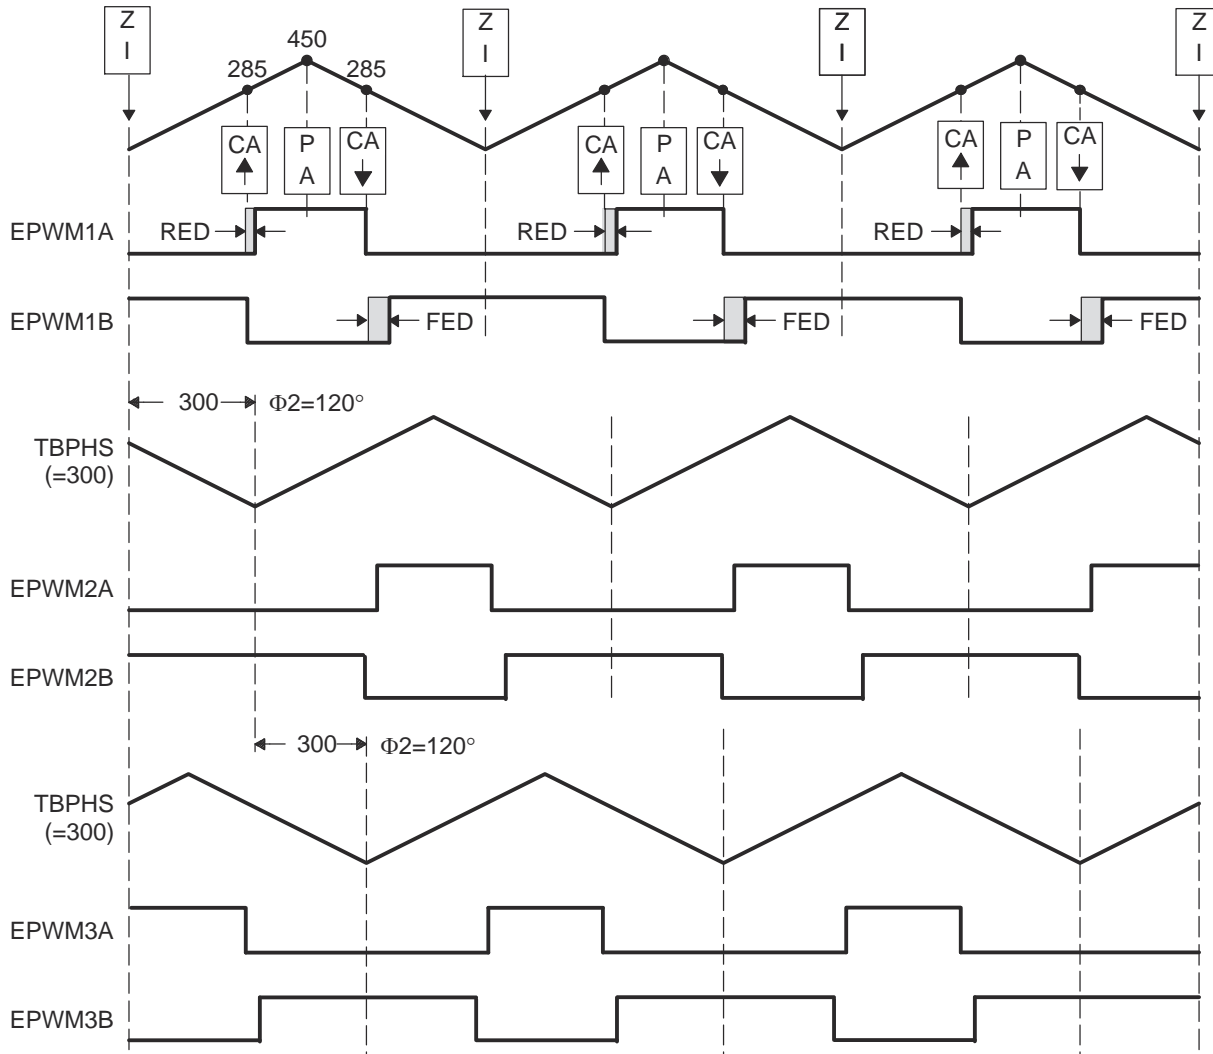 Z Z Z Z
I I I I
450
285 285
CA P A CA CA P A CA CA P A CA
EPWM1A RED RED RED
EPWM1B FED FED FED
300 Φ2=120°
TBPHS
(=300)
EPWM2A
EPWM2B
300 Φ2=120°
TBPHS
(=300)
EPWM3A
EPWM3B